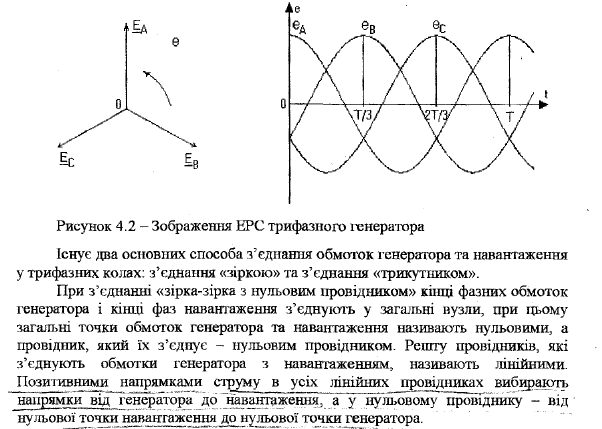 E_A
e
0
E_C
E_B
e
e_A
e_B
e_C
0
T/3
2T/3
T
t
Рисунок 4.2 – Зображення ЕРС трифазного генератора
Існує два основних способа з’єднання обмоток генератора та навантаження
у трифазних колах: з’єднання «зіркою» та з’єднання «трикутником».
При з’єднанні «зірка-зірка з нульовим провідником» кінці фазних обмоток
генератора і кінці фаз навантаження з’єднують у загальні вузли, при цьому
загальні точки обмоток генератора та навантаження називають нульовими, а
провідник, який їх з’єднує – нульовим провідником. Решту провідників, які
з’єднують обмотки генератора з навантаженням, називають лінійними.
Позитивними напрямками струму в усіх лінійних провідниках вибирають
напрямки від генератора до навантаження, а у нульовому провіднику – від
нульової точки навантаження до нульової точки генератора.